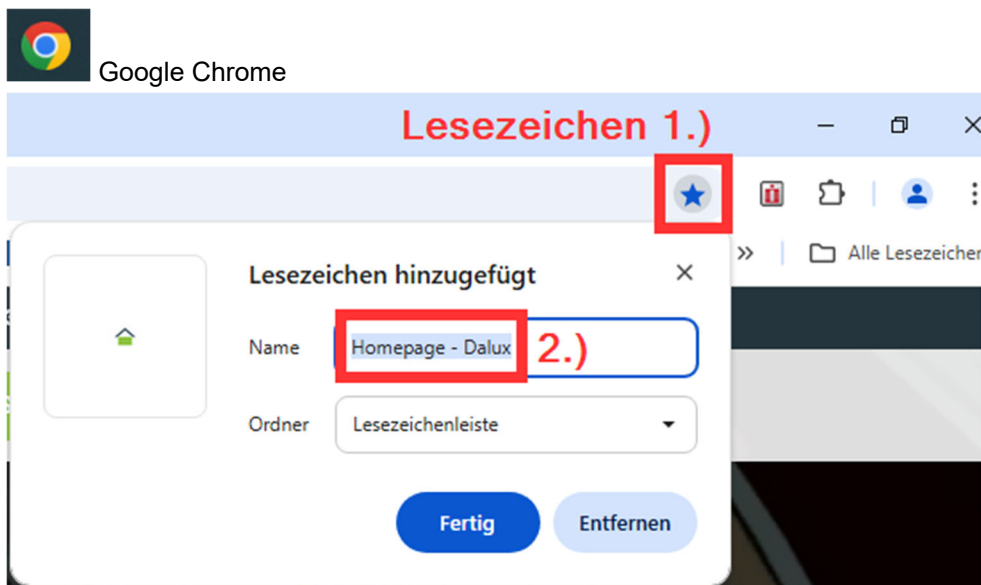 Google Chrome
Lesezeichen 1.)
Alle Lesezeichen
Lesezeichen hinzugefügt
Name Homepage - Dalux 2.)
Ordner Lesezeichenleiste
Fertig Entfernen